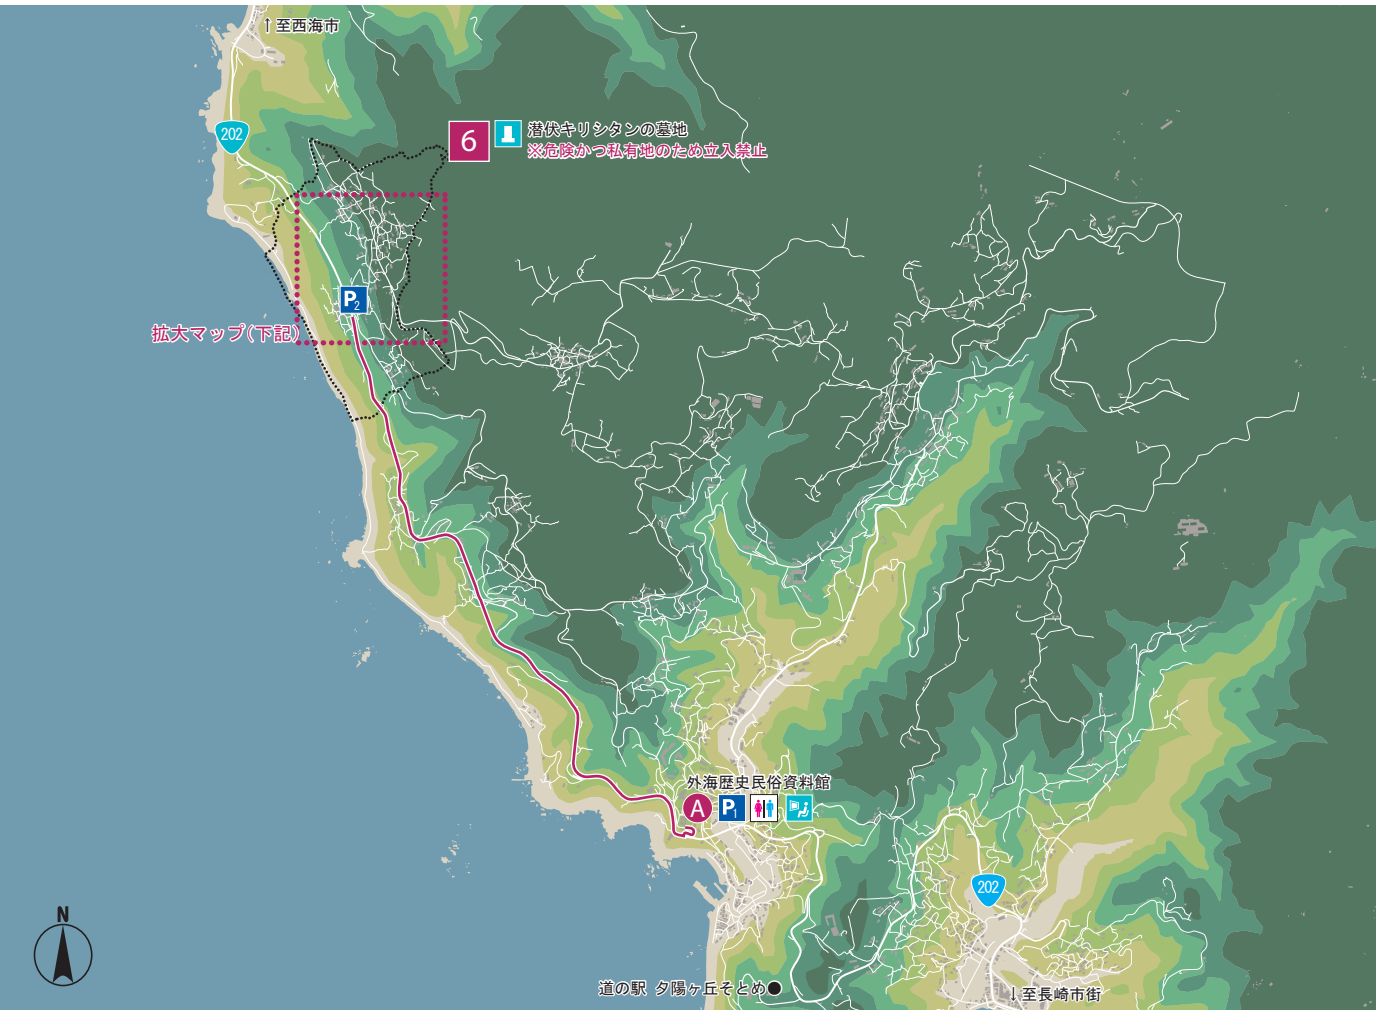 ↑至西海市
202
6
潜伏キリシタンの墓地
※危険かつ私有地のため立入禁止
P2
拡大マップ(下記)
外海歴史民俗資料館
A
P1
202
N
道の駅 夕陽ヶ丘そとめ
↓至長崎市街